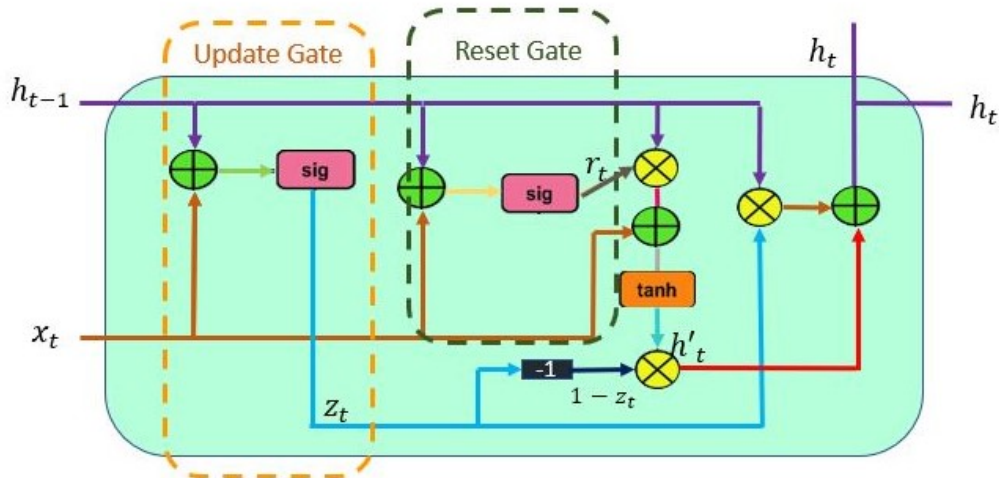 Update Gate
Reset Gate
h_t
h_{t-1}
h_t
sig
sig
r_t
tanh
x_t
h'_t
-1
1 - z_t
z_t